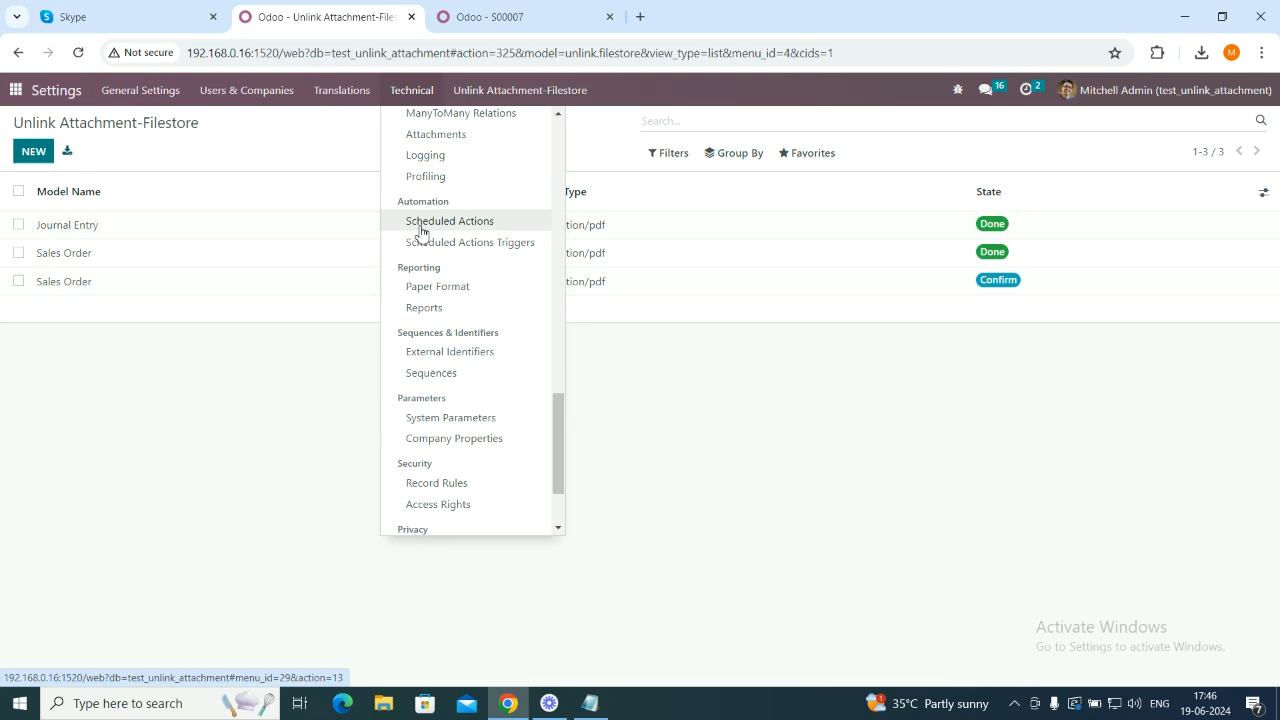 Skype
Odoo - Unlink Attachment-File
Odoo - S00007
Not secure
192.168.0.16:1520/web?db=test_unlink_attachment#action=325&model=unlink.filestore&view_type=list&menu_id=4&cids=1
M
Settings
General Settings
Users & Companies
Translations
Technical
Unlink Attachment-Filestore
16
2
Mitchell Admin (test_unlink_attachment)
Unlink Attachment-Filestore
Search...
NEW
Filters
Group By
Favorites
1-3 / 3
ManyToMany Relations
Attachments
Logging
Profiling
Automation
Scheduled Actions
Scheduled Actions Triggers
Reporting
Paper Format
Reports
Sequences & Identifiers
External Identifiers
Sequences
Parameters
System Parameters
Company Properties
Security
Record Rules
Access Rights
Privacy
Model Name
Type
State
Journal Entry
tion/pdf
Done
Sales Order
tion/pdf
Done
Sales Order
tion/pdf
Confirm
Activate Windows
Go to Settings to activate Windows.
192.168.0.16:1520/web?db=test_unlink_attachment#menu_id=29&action=13
Type here to search
35°C Partly sunny
ENG
17:46
19-06-2024
7